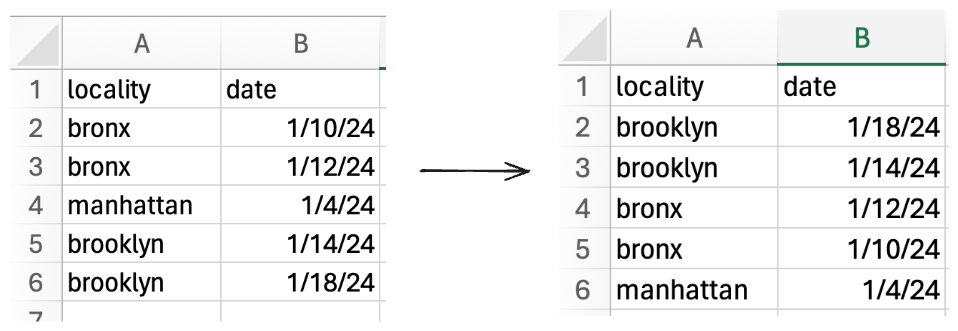 A B
1 locality date
2 bronx 1/10/24
3 bronx 1/12/24
4 manhattan 1/4/24
5 brooklyn 1/14/24
6 brooklyn 1/18/24
7
A B
1 locality date
2 brooklyn 1/18/24
3 brooklyn 1/14/24
4 bronx 1/12/24
5 bronx 1/10/24
6 manhattan 1/4/24